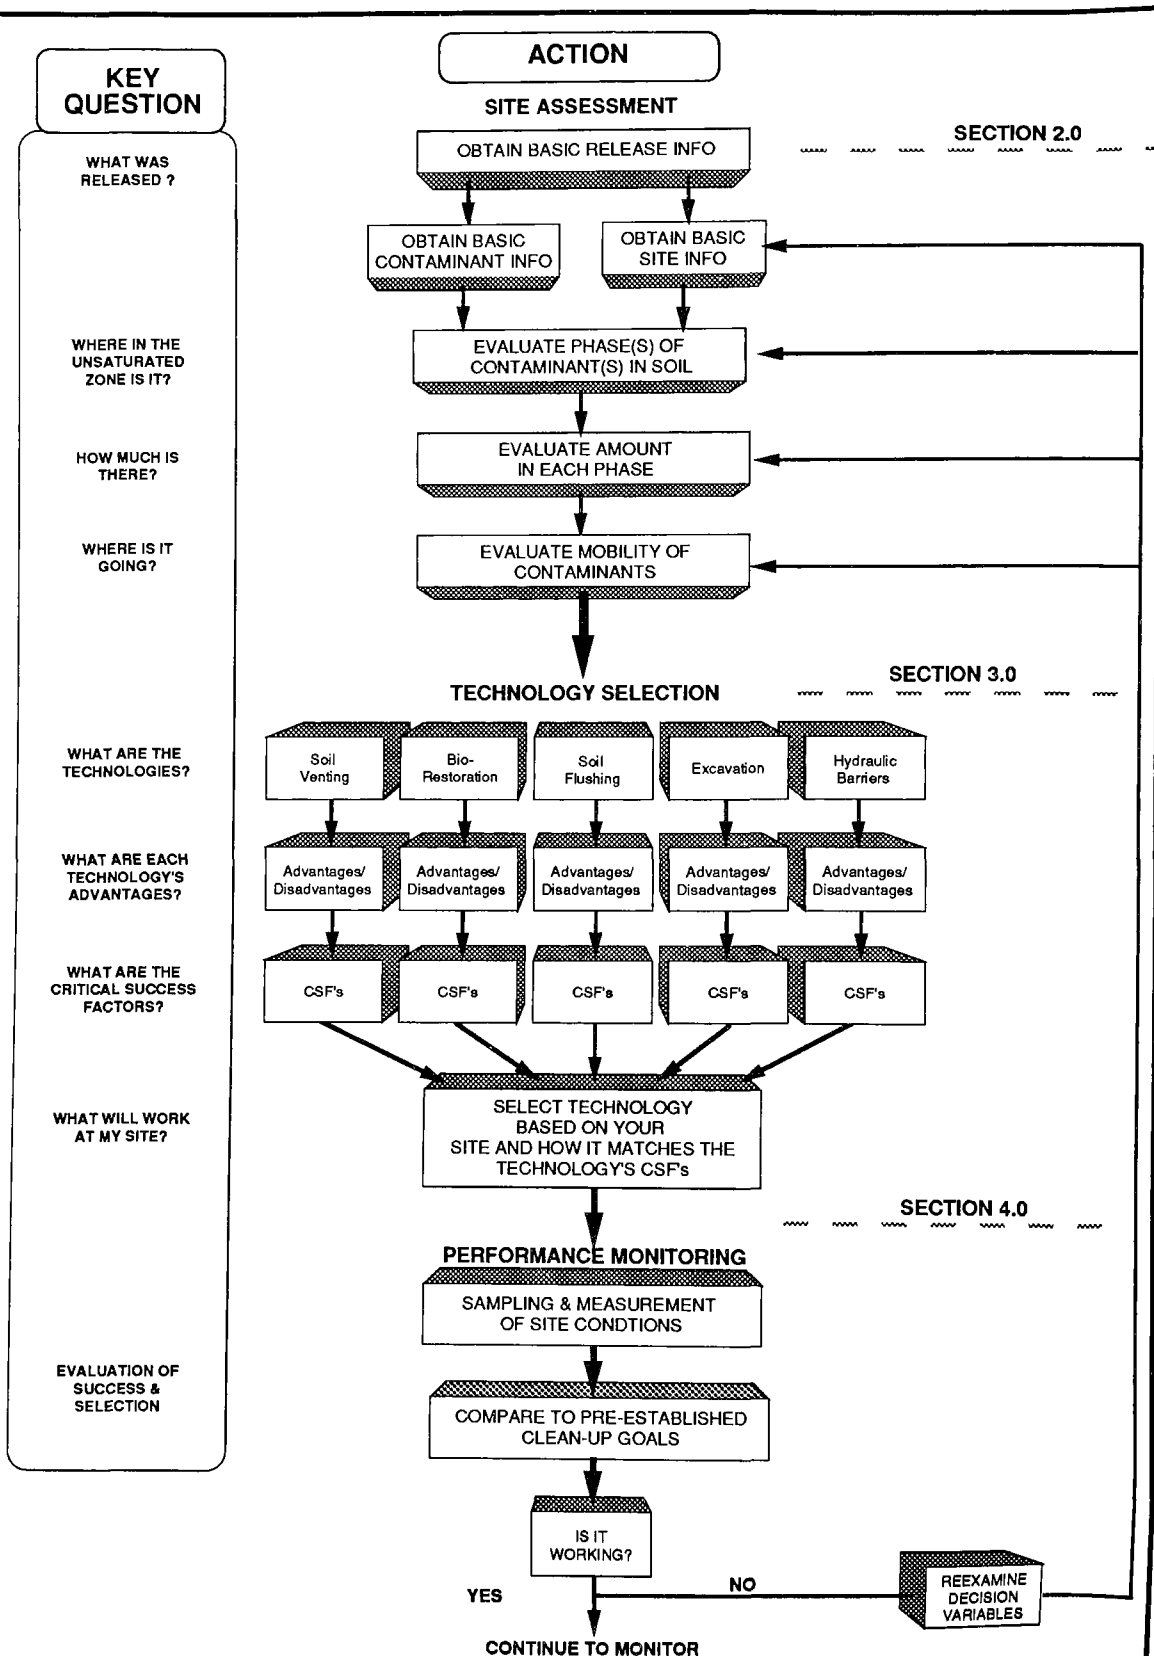 KEY
QUESTION
ACTION
SITE ASSESSMENT
SECTION 2.0
WHAT WAS
RELEASED ?
OBTAIN BASIC RELEASE INFO
OBTAIN BASIC
CONTAMINANT INFO
OBTAIN BASIC
SITE INFO
WHERE IN THE
UNSATURATED
ZONE IS IT?
EVALUATE PHASE(S) OF
CONTAMINANT(S) IN SOIL
HOW MUCH IS
THERE?
EVALUATE AMOUNT
IN EACH PHASE
WHERE IS IT
GOING?
EVALUATE MOBILITY OF
CONTAMINANTS
SECTION 3.0
TECHNOLOGY SELECTION
WHAT ARE THE
TECHNOLOGIES?
Soil
Venting
Bio-
Restoration
Soil
Flushing
Excavation
Hydraulic
Barriers
WHAT ARE EACH
TECHNOLOGY'S
ADVANTAGES?
Advantages/
Disadvantages
Advantages/
Disadvantages
Advantages/
Disadvantages
Advantages/
Disadvantages
Advantages/
Disadvantages
WHAT ARE THE
CRITICAL SUCCESS
FACTORS?
CSF's
CSF's
CSF's
CSF's
CSF's
WHAT WILL WORK
AT MY SITE?
SELECT TECHNOLOGY
BASED ON YOUR
SITE AND HOW IT MATCHES THE
TECHNOLOGY'S CSF's
SECTION 4.0
PERFORMANCE MONITORING
SAMPLING & MEASUREMENT
OF SITE CONDTIONS
EVALUATION OF
SUCCESS &
SELECTION
COMPARE TO PRE-ESTABLISHED
CLEAN-UP GOALS
IS IT
WORKING?
YES
NO
REEXAMINE
DECISION
VARIABLES
CONTINUE TO MONITOR